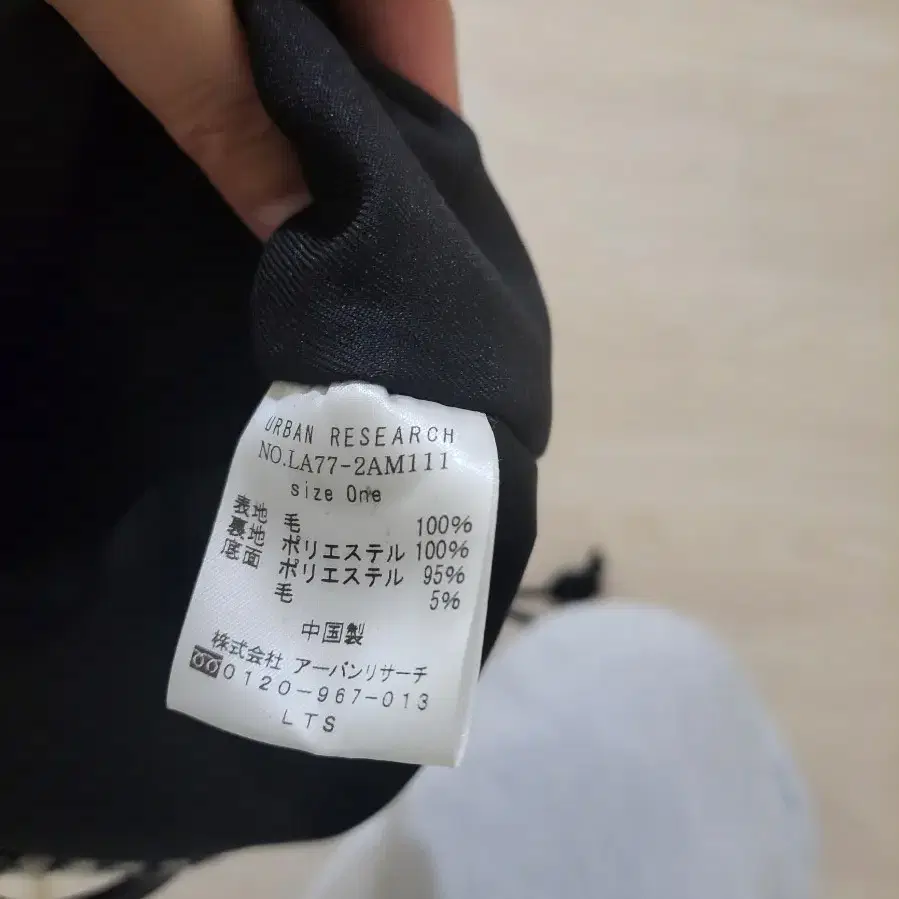 URBAN RESEARCH
NO.LA77-2AM111
size One
表地 毛 100%
裏地 ポリエステル 100%
底面 ポリエステル 95%
毛 5%
中国製
株式会社 アーバンリサーチ
0120-967-013
LTS